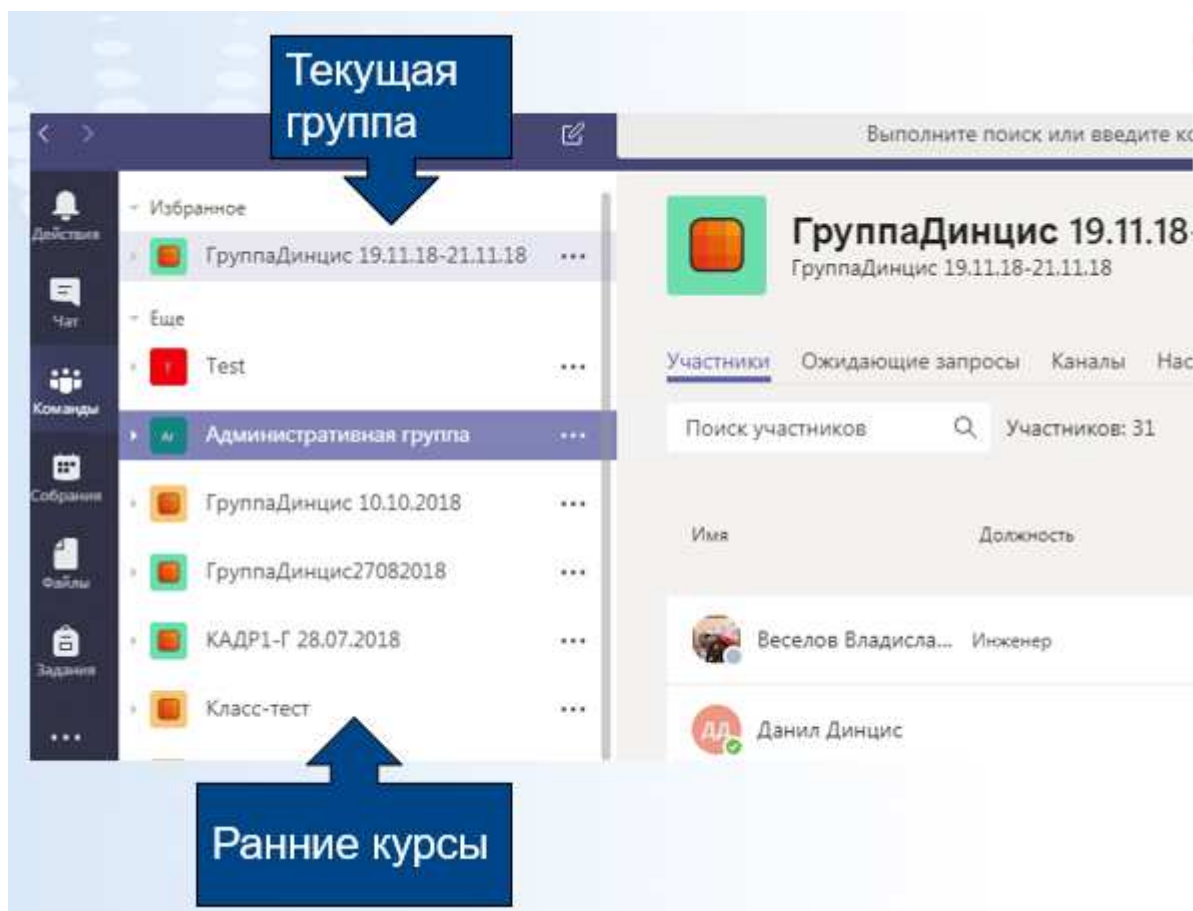 Текущая
группа
Выполните поиск или введите ко
Действия
Чат
Команды
Собрания
Файлы
Задания
Избранное
ГруппаДинцис 19.11.18-21.11.18
Еще
T
Test
Аг
Административная группа
ГруппаДинцис 10.10.2018
ГруппаДинцис27082018
КАДР1-Г 28.07.2018
Класс-тест
ГруппаДинцис 19.11.18-
ГруппаДинцис 19.11.18-21.11.18
Участники Ожидающие запросы Каналы Нас
Поиск участников Участников: 31
Имя Должность
Веселов Владисла... Инженер
ДД Данил Динцис
Ранние курсы